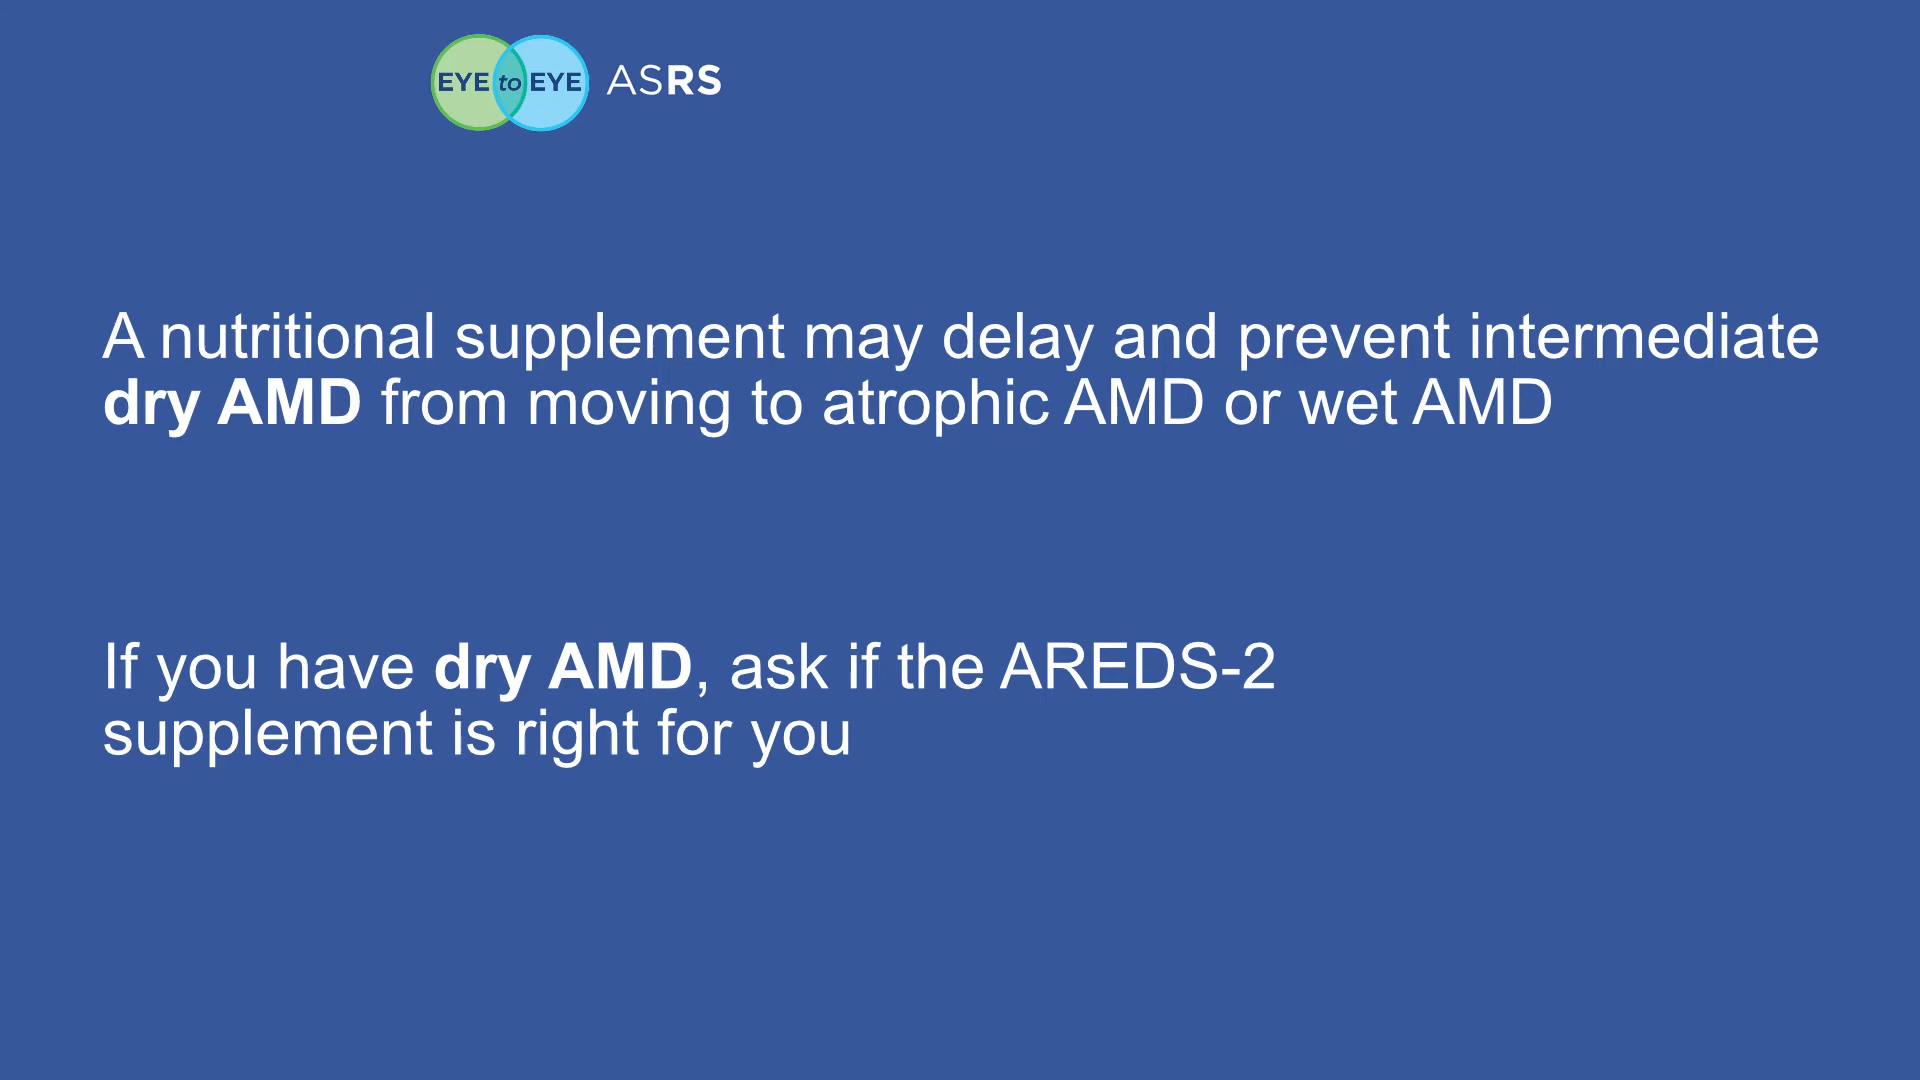 EYE to EYE ASRS
A nutritional supplement may delay and prevent intermediate
dry AMD from moving to atrophic AMD or wet AMD
If you have dry AMD, ask if the AREDS-2
supplement is right for you